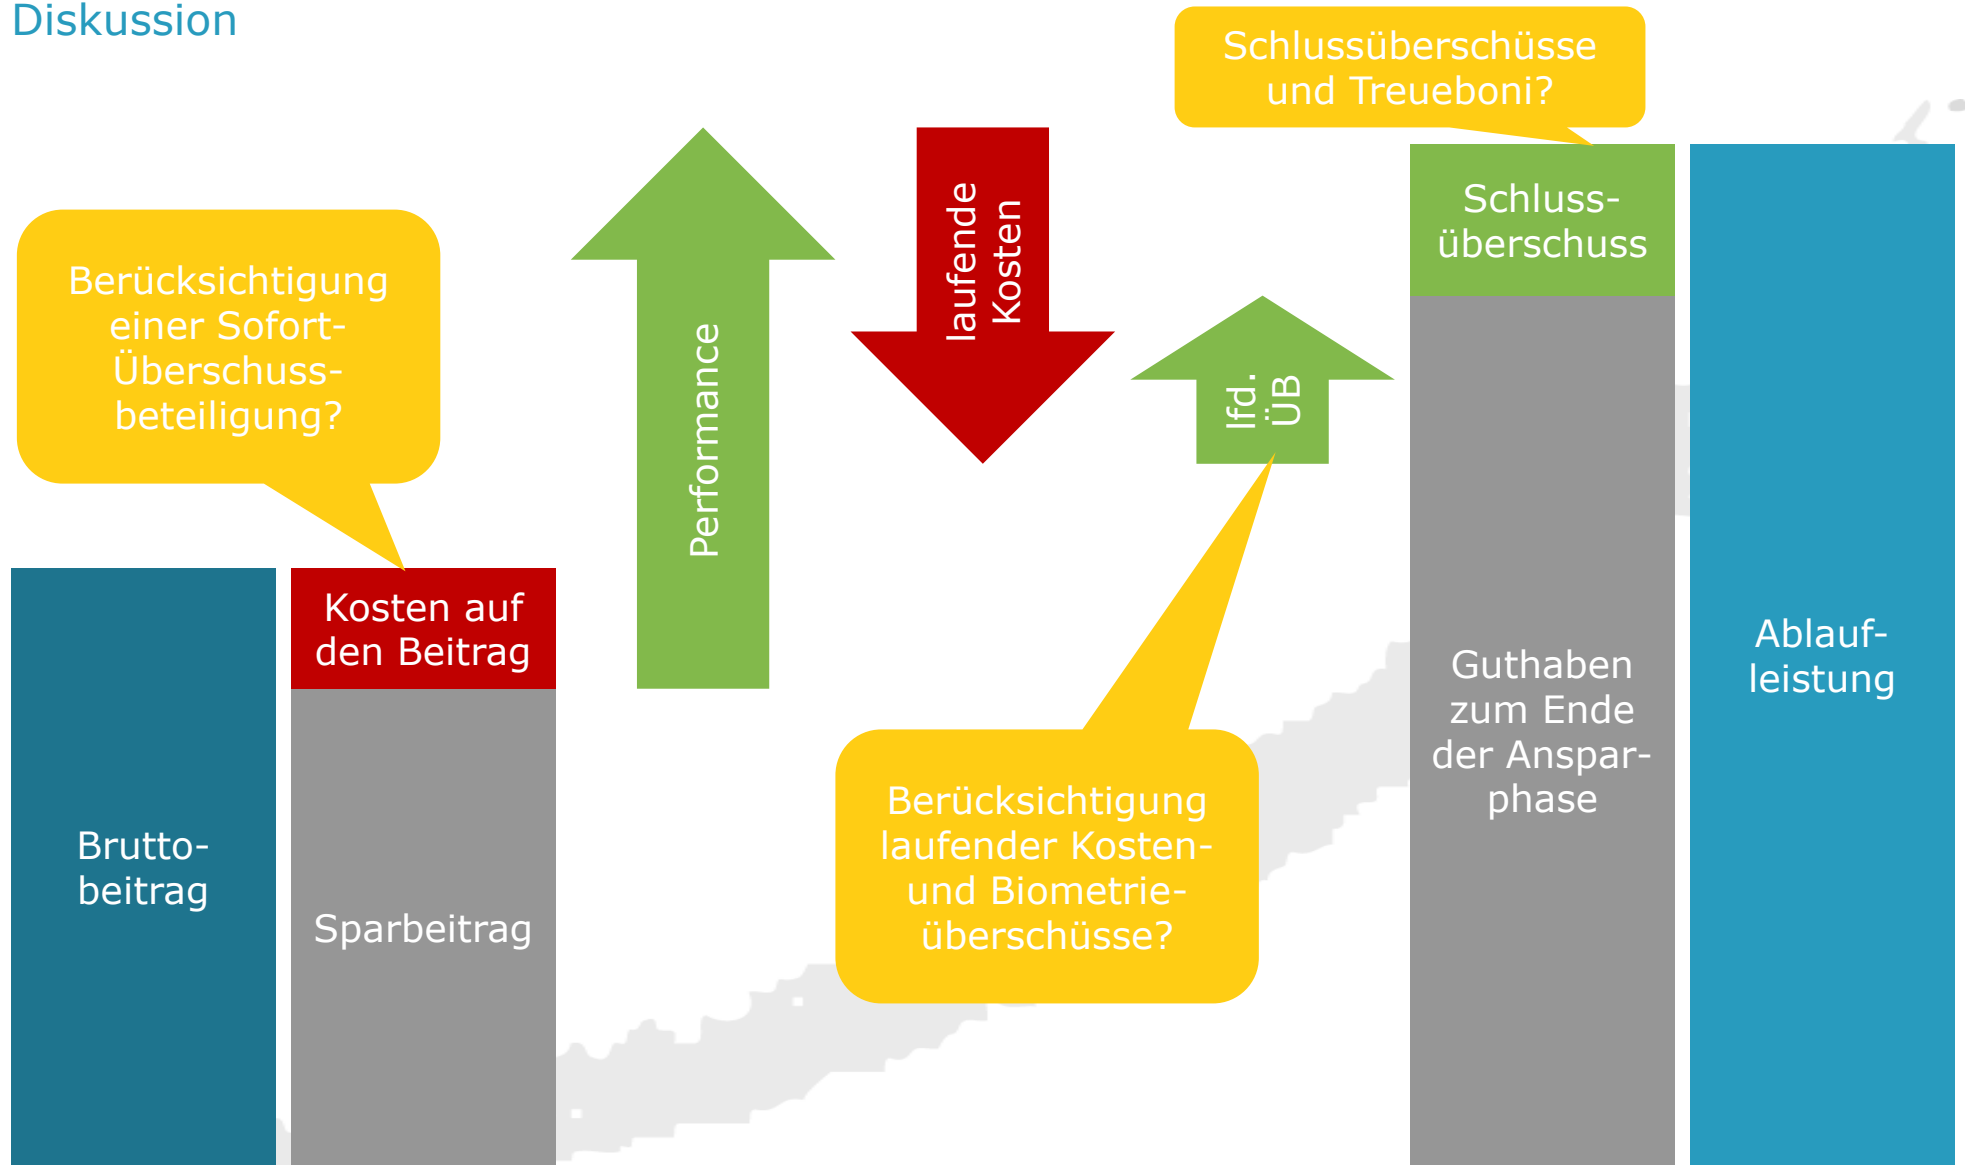 Diskussion
Schlussüberschüsse
und Treueboni?
Berücksichtigung
einer Sofort-
Überschuss-
beteiligung?
Performance
laufende
Kosten
lfd.
ÜB
Schluss-
überschuss
Kosten auf
den Beitrag
Brutto-
beitrag
Sparbeitrag
Berücksichtigung
laufender Kosten-
und Biometrie-
überschüsse?
Guthaben
zum Ende
der Anspar-
phase
Ablauf-
leistung